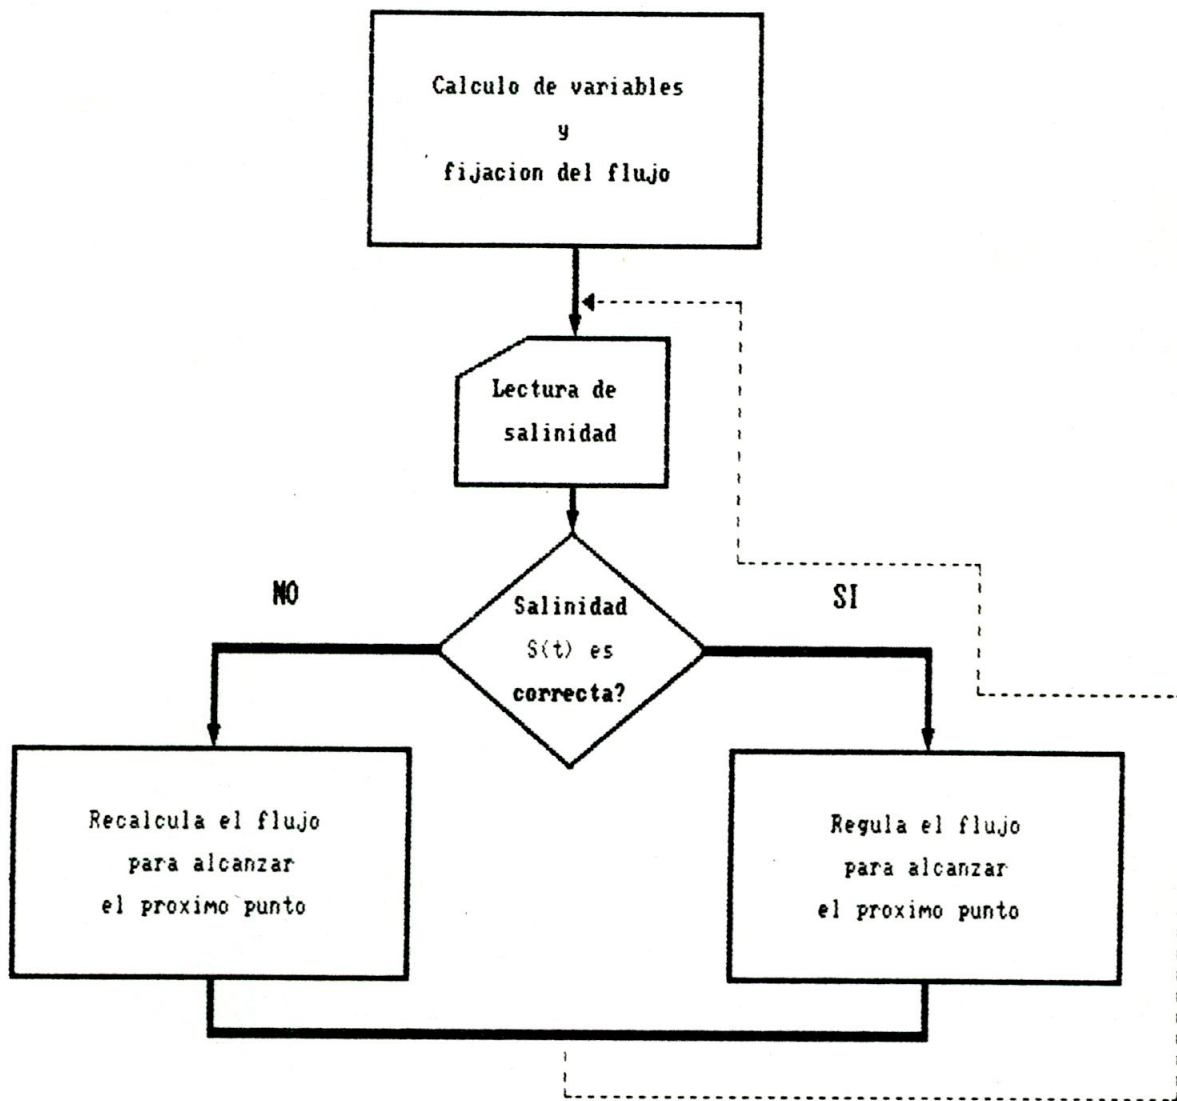 Calculo de variables
y
fijacion del flujo
Lectura de
salinidad
NO
SI
Salinidad
S(t) es
correcta?
Recalcula el flujo
para alcanzar
el proximo punto
Regula el flujo
para alcanzar
el proximo punto